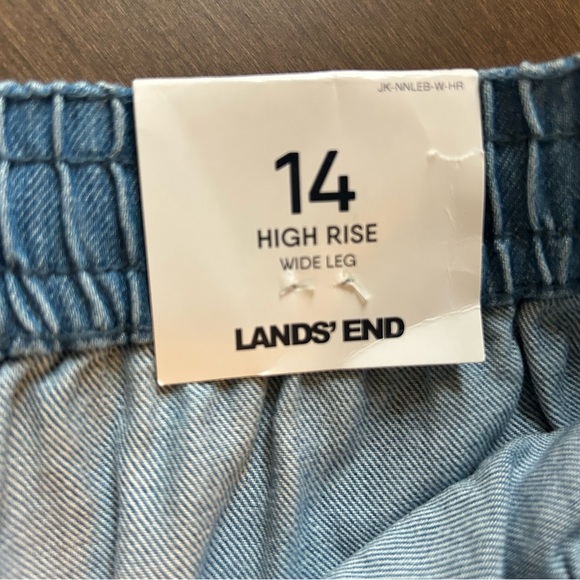 JK-NNLEB-W-HR
14
HIGH RISE
WIDE LEG
LANDS' END